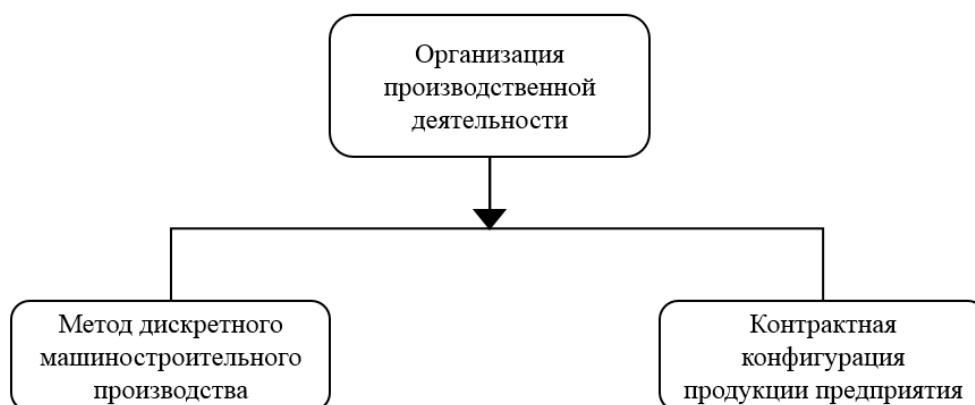 Организация
производственной
деятельности
Метод дискретного
машиностроительного
производства
Контрактная
конфигурация
продукции предприятия